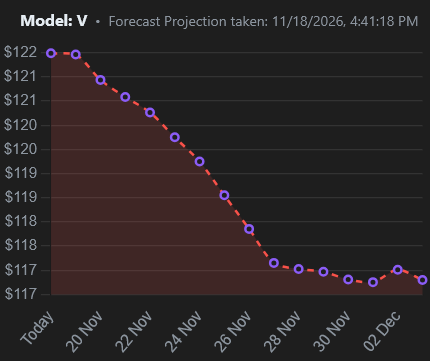 Model: V • Forecast Projection taken: 11/18/2026, 4:41:18 PM
$122
$121
$121
$120
$120
$119
$119
$118
$118
$117
$117
Today
20 Nov
22 Nov
24 Nov
26 Nov
28 Nov
30 Nov
02 Dec